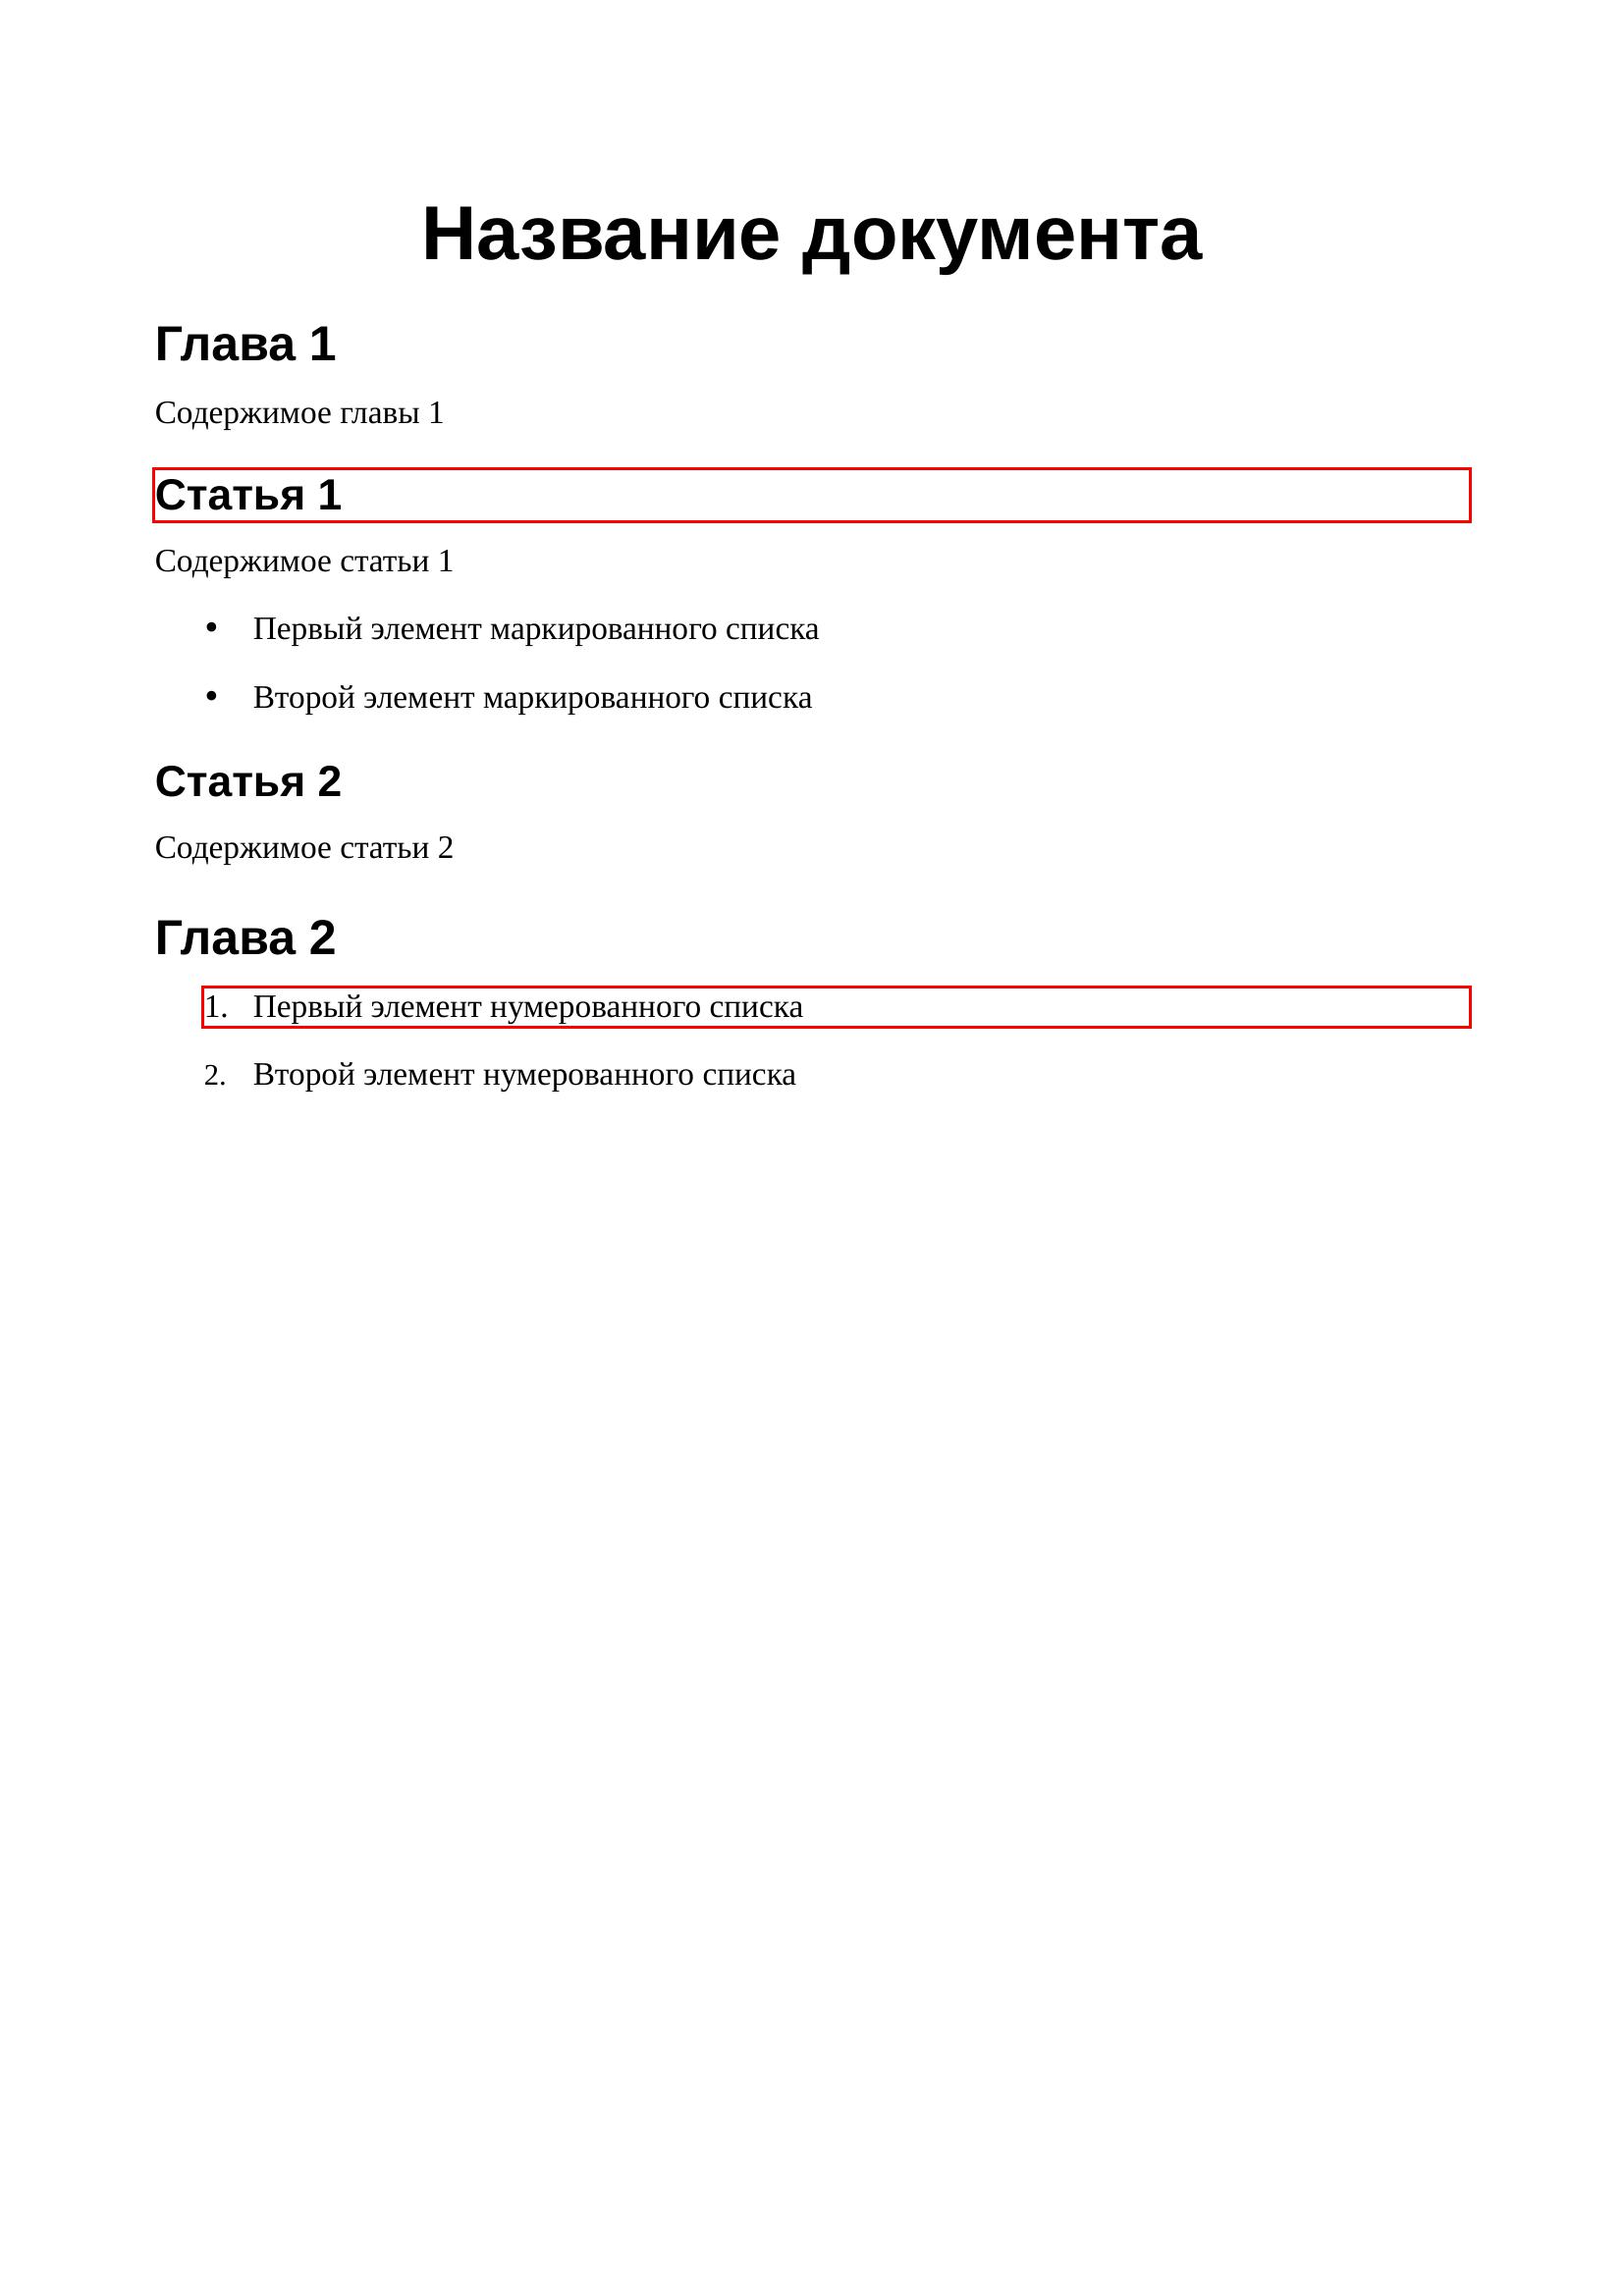 Название документа
Глава 1
Содержимое главы 1
Статья 1
Содержимое статьи 1
• Первый элемент маркированного списка
• Второй элемент маркированного списка
Статья 2
Содержимое статьи 2
Глава 2
1. Первый элемент нумерованного списка
2. Второй элемент нумерованного списка